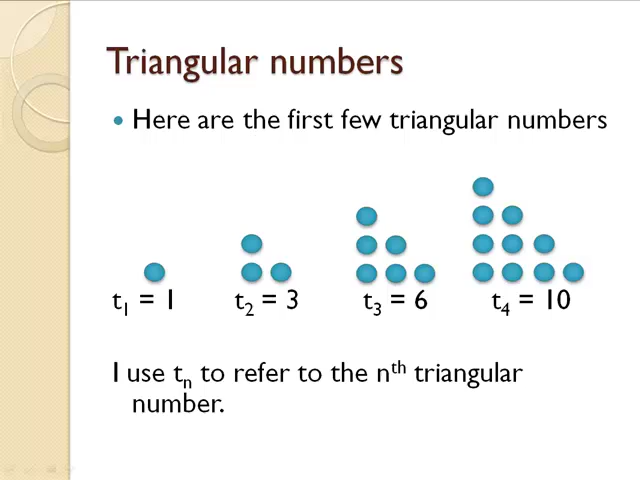 Triangular numbers
• Here are the first few triangular numbers
t₁ = 1 t₂ = 3 t₃ = 6 t₄ = 10
I use tₙ to refer to the nᵗʰ triangular
number.